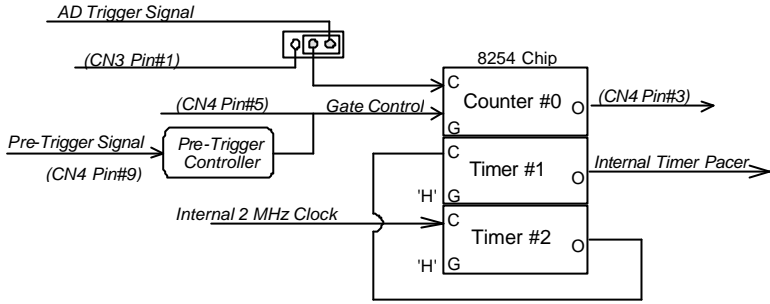 AD Trigger Signal
(CN3 Pin#1)
8254 Chip
C
Counter #0
O
(CN4 Pin#3)
(CN4 Pin#5)
Gate Control
G
Pre-Trigger Signal
Pre-Trigger
Controller
(CN4 Pin#9)
C
Timer #1
O
Internal Timer Pacer
'H'
G
Internal 2 MHz Clock
C
Timer #2
O
'H'
G